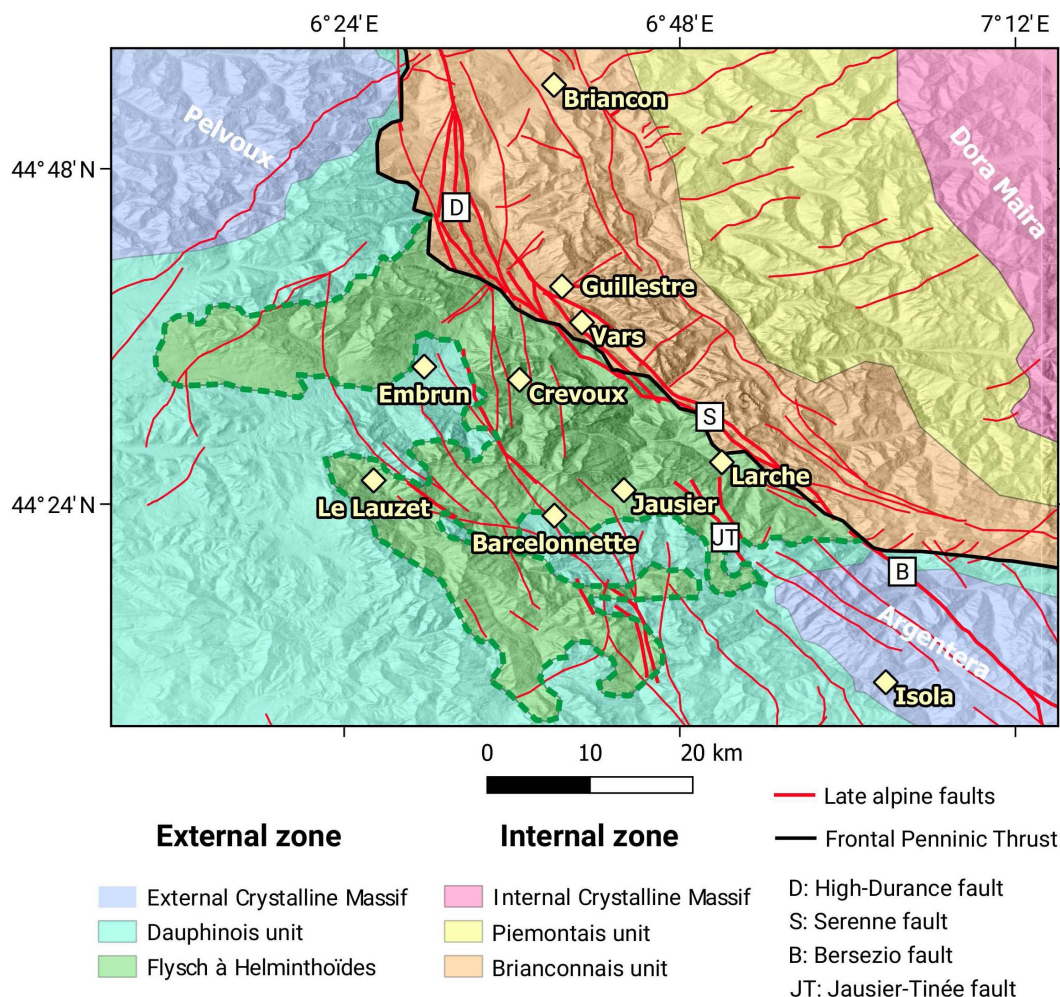 6°24'E 6°48'E 7°12'E
Briancon
Pelvoux
44°48'N
Dora Maira
D
Guillestre
Vars
Embrun
Crevoux
S
Larche
44°24'N
Le Lauzet
Jausier
Barcelonnette
JT
B
Argentera
Isola
0 10 20 km
Late alpine faults
External zone
Internal zone
Frontal Penninic Thrust
External Crystalline Massif
Dauphinois unit
Flysch à Helminthoïdes
Internal Crystalline Massif
Piemontais unit
Brianconnais unit
D: High-Durance fault
S: Serenne fault
B: Bersezio fault
JT: Jausier-Tinée fault